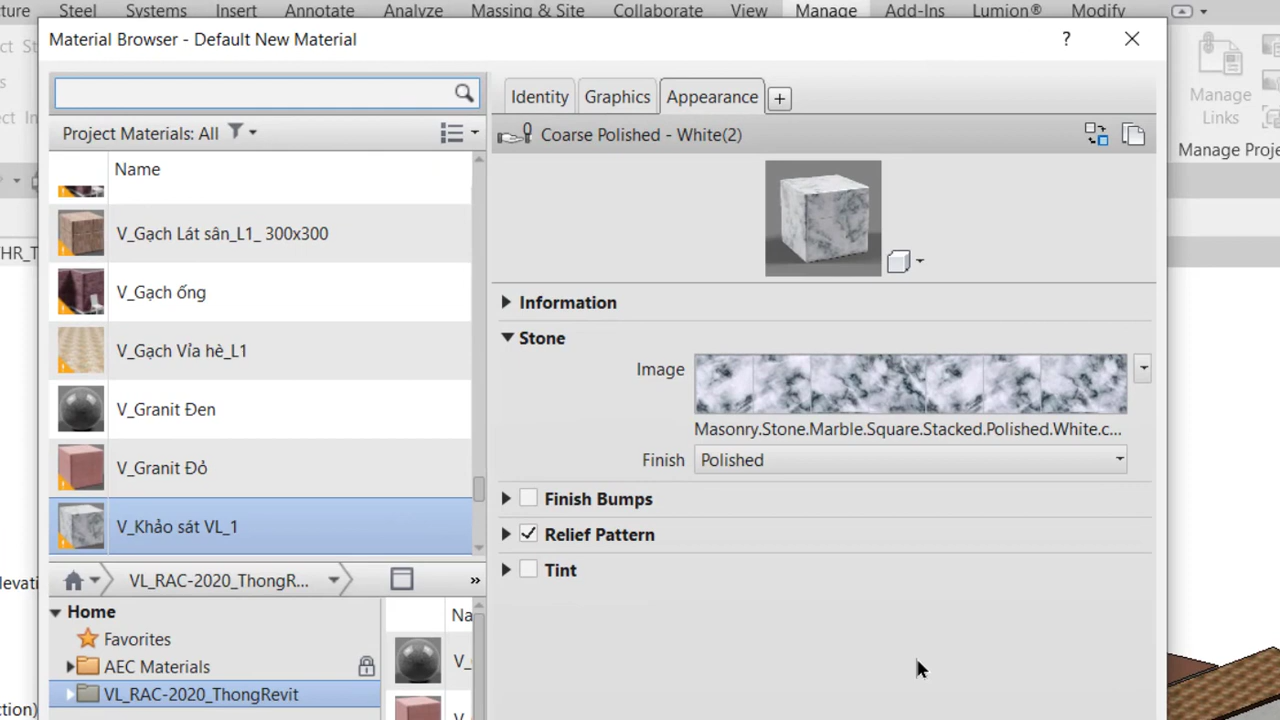 cture Steel Systems Insert Annotate Analyze Massing & Site Collaborate View Manage Add-Ins Lumion® Modify
Material Browser - Default New Material
?
Identity Graphics Appearance +
Project Materials: All
Coarse Polished - White(2)
Manage
Links
Manage Proje
Name
V_Gạch Lát sân_L1_ 300x300
V_Gạch ống
V_Gạch Vỉa hè_L1
V_Granit Đen
V_Granit Đỏ
V_Khảo sát VL_1
Information
Stone
Image
Masonry.Stone.Marble.Square.Stacked.Polished.White.c...
Finish Polished
Finish Bumps
Relief Pattern
Tint
VL_RAC-2020_ThongR... »
Home
Favorites
AEC Materials
VL_RAC-2020_ThongRevit
Na
V_